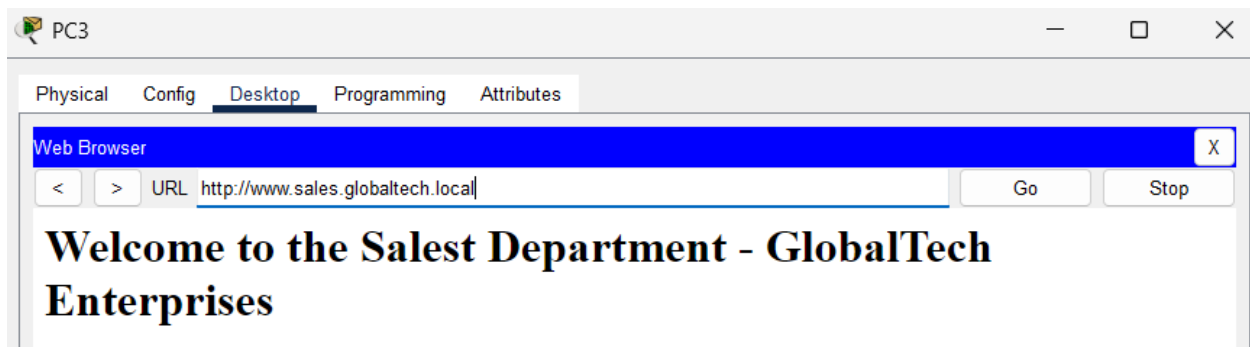 PC3
Physical Config Desktop Programming Attributes
Web Browser
X
< > URL http://www.sales.globaltech.local Go Stop
Welcome to the Salest Department - GlobalTech
Enterprises